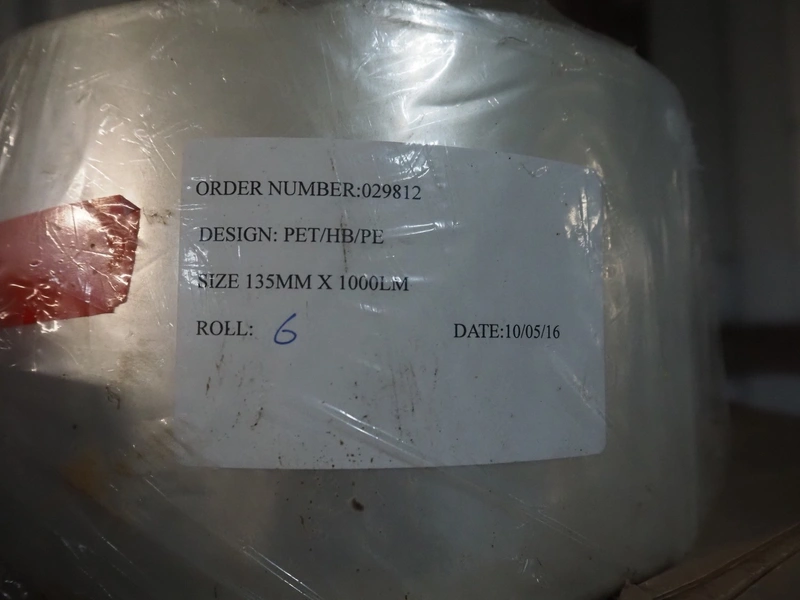 ORDER NUMBER:029812
DESIGN: PET/HB/PE
SIZE 135MM X 1000LM
ROLL: 6 DATE:10/05/16